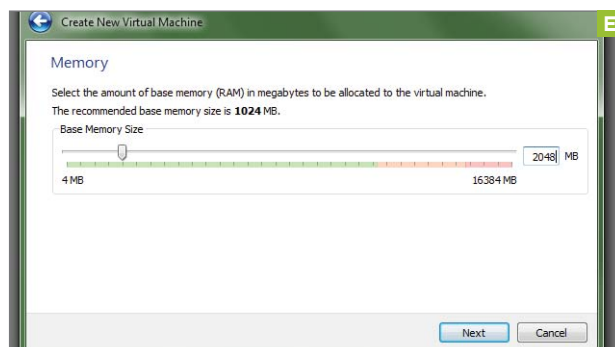 Create New Virtual Machine
E
Memory
Select the amount of base memory (RAM) in megabytes to be allocated to the virtual machine.
The recommended base memory size is 1024 MB.
Base Memory Size
2048 MB
4 MB 16384 MB
Next Cancel